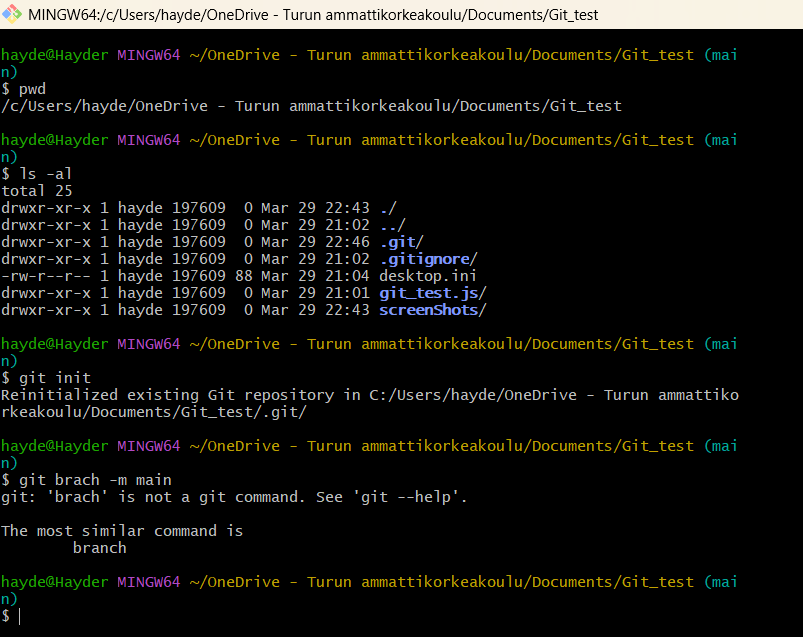 MINGW64:/c/Users/hayde/OneDrive - Turun ammattikorkeakoulu/Documents/Git_test
hayde@Hayder MINGW64 ~/OneDrive - Turun ammattikorkeakoulu/Documents/Git_test (mai
n)
$ pwd
/c/Users/hayde/OneDrive - Turun ammattikorkeakoulu/Documents/Git_test
hayde@Hayder MINGW64 ~/OneDrive - Turun ammattikorkeakoulu/Documents/Git_test (mai
n)
$ ls -al
total 25
drwxr-xr-x 1 hayde 197609  0 Mar 29 22:43 ./
drwxr-xr-x 1 hayde 197609  0 Mar 29 21:02 ../
drwxr-xr-x 1 hayde 197609  0 Mar 29 22:46 .git/
drwxr-xr-x 1 hayde 197609  0 Mar 29 21:02 .gitignore/
-rw-r--r-- 1 hayde 197609 88 Mar 29 21:04 desktop.ini
drwxr-xr-x 1 hayde 197609  0 Mar 29 21:01 git_test.js/
drwxr-xr-x 1 hayde 197609  0 Mar 29 22:43 screenShots/
hayde@Hayder MINGW64 ~/OneDrive - Turun ammattikorkeakoulu/Documents/Git_test (mai
n)
$ git init
Reinitialized existing Git repository in C:/Users/hayde/OneDrive - Turun ammattiko
rkeakoulu/Documents/Git_test/.git/
hayde@Hayder MINGW64 ~/OneDrive - Turun ammattikorkeakoulu/Documents/Git_test (mai
n)
$ git brach -m main
git: 'brach' is not a git command. See 'git --help'.
The most similar command is
        branch
hayde@Hayder MINGW64 ~/OneDrive - Turun ammattikorkeakoulu/Documents/Git_test (mai
n)
$